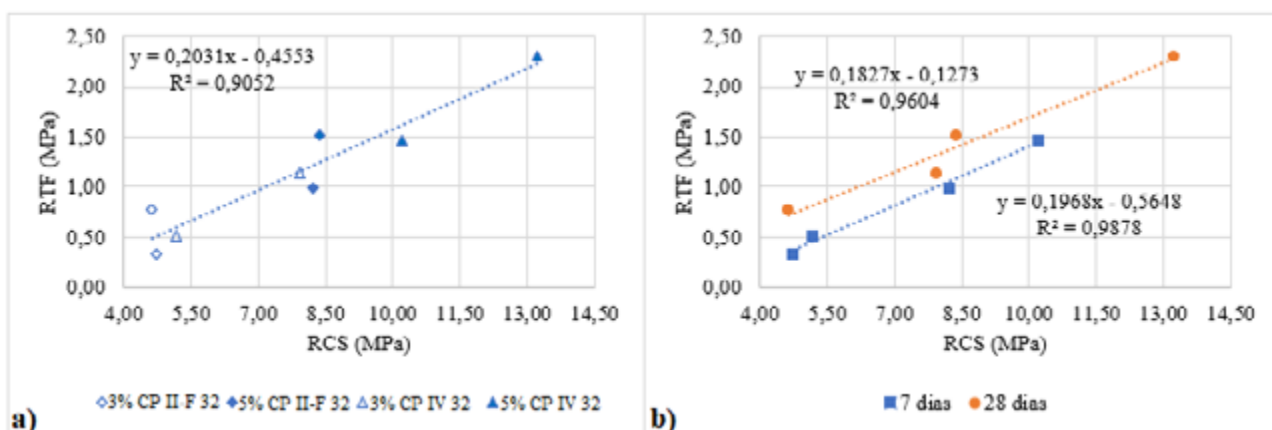 2,50
2,00
1,50
1,00
0,50
0,00
RTF (MPa)
y = 0,2031x - 0,4553
R² = 0,9052
4,00 5,50 7,00 8,50 10,00 11,50 13,00 14,50
RCS (MPa)
3% CP II-F 32 5% CP II-F 32 3% CP IV 32 5% CP IV 32
a)
2,50
2,00
1,50
1,00
0,50
0,00
RTF (MPa)
y = 0,1827x - 0,1273
R² = 0,9604
y = 0,1968x - 0,5648
R² = 0,9878
4,00 5,50 7,00 8,50 10,00 11,50 13,00 14,50
RCS (MPa)
7 dias 28 dias
b)